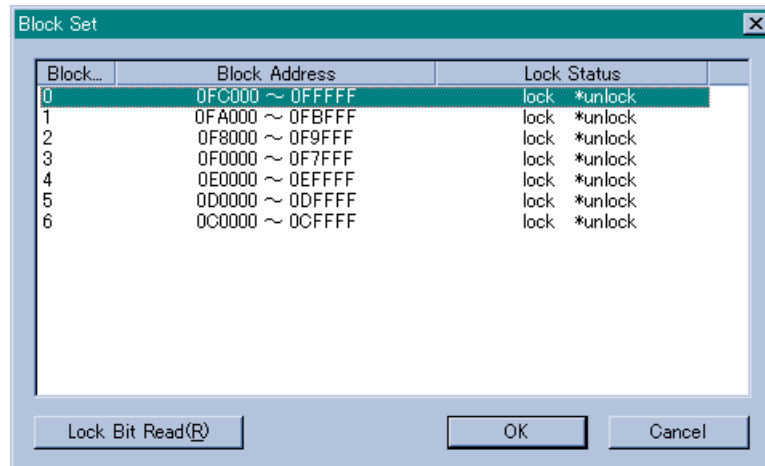 Block Set
Block... Block Address Lock Status
0 0FC000 ～ 0FFFFF lock *unlock
1 0FA000 ～ 0FBFFF lock *unlock
2 0F8000 ～ 0F9FFF lock *unlock
3 0F0000 ～ 0F7FFF lock *unlock
4 0E0000 ～ 0EFFFF lock *unlock
5 0D0000 ～ 0DFFFF lock *unlock
6 0C0000 ～ 0CFFFF lock *unlock
Lock Bit Read(R) OK Cancel